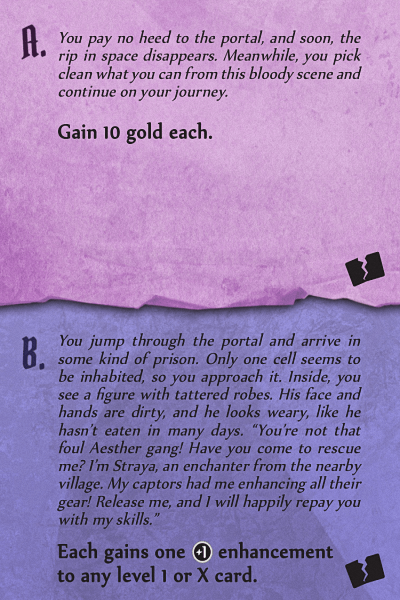 A.
You pay no heed to the portal, and soon, the
rip in space disappears. Meanwhile, you pick
clean what you can from this bloody scene and
continue on your journey.
Gain 10 gold each.
B.
You jump through the portal and arrive in
some kind of prison. Only one cell seems to
be inhabited, so you approach it. Inside, you
see a figure with tattered robes. His face and
hands are dirty, and he looks weary, like he
hasn't eaten in many days. “You're not that
foul Aesther gang! Have you come to rescue
me? I'm Straya, an enchanter from the nearby
village. My captors had me enhancing all their
gear! Release me, and I will happily repay you
with my skills.”
Each gains one +1 enhancement
to any level 1 or X card.